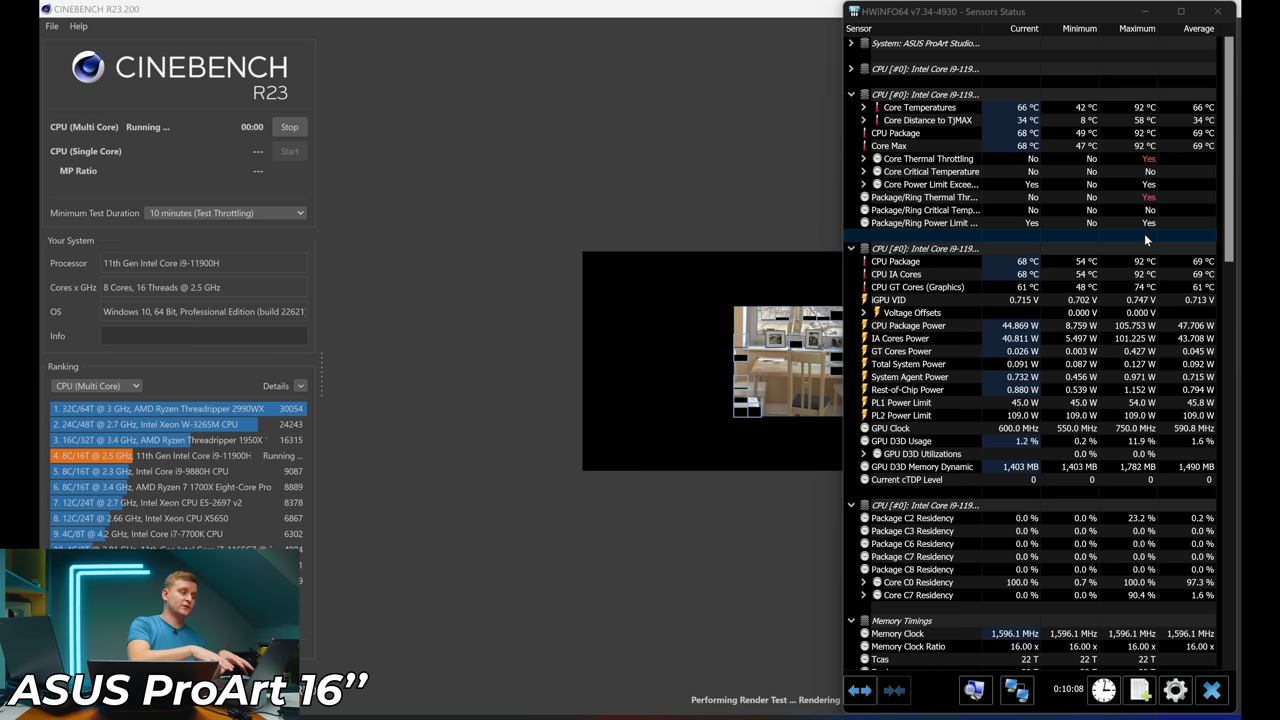 CINEBENCH R23.200
File Help
CINEBENCH
R23
CPU (Multi Core) Running ... 00:00 Stop
CPU (Single Core) --- Start
MP Ratio ---
Minimum Test Duration 10 minutes (Test Throttling)
Your System
Processor 11th Gen Intel Core i9-11900H
Cores x GHz 8 Cores, 16 Threads @ 2.5 GHz
OS Windows 10, 64 Bit, Professional Edition (build 22621)
Info
Ranking
CPU (Multi Core) Details
1. 32C/64T @ 3 GHz, AMD Ryzen Threadripper 2990WX 30054
2. 24C/48T @ 2.7 GHz, Intel Xeon W-3265M CPU 24243
3. 16C/32T @ 3.4 GHz, AMD Ryzen Threadripper 1950X 16315
4. 8C/16T @ 2.5 GHz, 11th Gen Intel Core i9-11900H Running ...
5. 8C/16T @ 2.3 GHz, Intel Core i9-9880H CPU 9087
6. 8C/16T @ 3.4 GHz, AMD Ryzen 7 1700X Eight-Core Pro 8889
7. 12C/24T @ 2.7 GHz, Intel Xeon CPU E5-2697 v2 8378
8. 12C/24T @ 2.66 GHz, Intel Xeon CPU X5650 6867
9. 4C/8T @ 4.2 GHz, Intel Core i7-7700K CPU 6302
ASUS ProArt 16’’
Performing Render Test ... Rendering
HWiNFO64 v7.34-4930 - Sensors Status
Sensor Current Minimum Maximum Average
System: ASUS ProArt Studio...
CPU [#0]: Intel Core i9-119...
CPU [#0]: Intel Core i9-119...
Core Temperatures 66 °C 42 °C 92 °C 66 °C
Core Distance to TjMAX 34 °C 8 °C 58 °C 34 °C
CPU Package 68 °C 49 °C 92 °C 69 °C
Core Max 68 °C 47 °C 92 °C 69 °C
Core Thermal Throttling No No Yes
Core Critical Temperature No No No
Core Power Limit Excee... Yes No Yes
Package/Ring Thermal Thr... No No Yes
Package/Ring Critical Temp... No No No
Package/Ring Power Limit ... Yes No Yes
CPU [#0]: Intel Core i9-119...
CPU Package 68 °C 54 °C 92 °C 69 °C
CPU IA Cores 68 °C 54 °C 92 °C 69 °C
CPU GT Cores (Graphics) 61 °C 48 °C 74 °C 61 °C
iGPU VID 0.715 V 0.702 V 0.747 V 0.713 V
Voltage Offsets 0.000 V 0.000 V
CPU Package Power 44.869 W 8.759 W 105.753 W 47.706 W
IA Cores Power 40.811 W 5.497 W 101.225 W 43.708 W
GT Cores Power 0.026 W 0.003 W 0.427 W 0.045 W
Total System Power 0.091 W 0.087 W 0.127 W 0.092 W
System Agent Power 0.732 W 0.456 W 0.971 W 0.715 W
Rest-of-Chip Power 0.880 W 0.539 W 1.152 W 0.794 W
PL1 Power Limit 45.0 W 45.0 W 54.0 W 45.8 W
PL2 Power Limit 109.0 W 109.0 W 109.0 W 109.0 W
GPU Clock 600.0 MHz 550.0 MHz 750.0 MHz 590.8 MHz
GPU D3D Usage 1.2 % 0.2 % 11.9 % 1.6 %
GPU D3D Utilizations 0.0 % 0.0 %
GPU D3D Memory Dynamic 1,403 MB 1,403 MB 1,782 MB 1,490 MB
Current cTDP Level 0 0 0 0
CPU [#0]: Intel Core i9-119...
Package C2 Residency 0.0 % 0.0 % 23.2 % 0.2 %
Package C3 Residency 0.0 % 0.0 % 0.0 % 0.0 %
Package C6 Residency 0.0 % 0.0 % 0.0 % 0.0 %
Package C7 Residency 0.0 % 0.0 % 0.0 % 0.0 %
Package C8 Residency 0.0 % 0.0 % 0.0 % 0.0 %
Core C0 Residency 100.0 % 0.7 % 100.0 % 97.3 %
Core C7 Residency 0.0 % 0.0 % 90.4 % 1.6 %
Memory Timings
Memory Clock 1,596.1 MHz 1,596.1 MHz 1,596.1 MHz 1,596.1 MHz
Memory Clock Ratio 16.00 x 16.00 x 16.00 x 16.00 x
Tcas 22 T 22 T 22 T 22 T
0:10:08